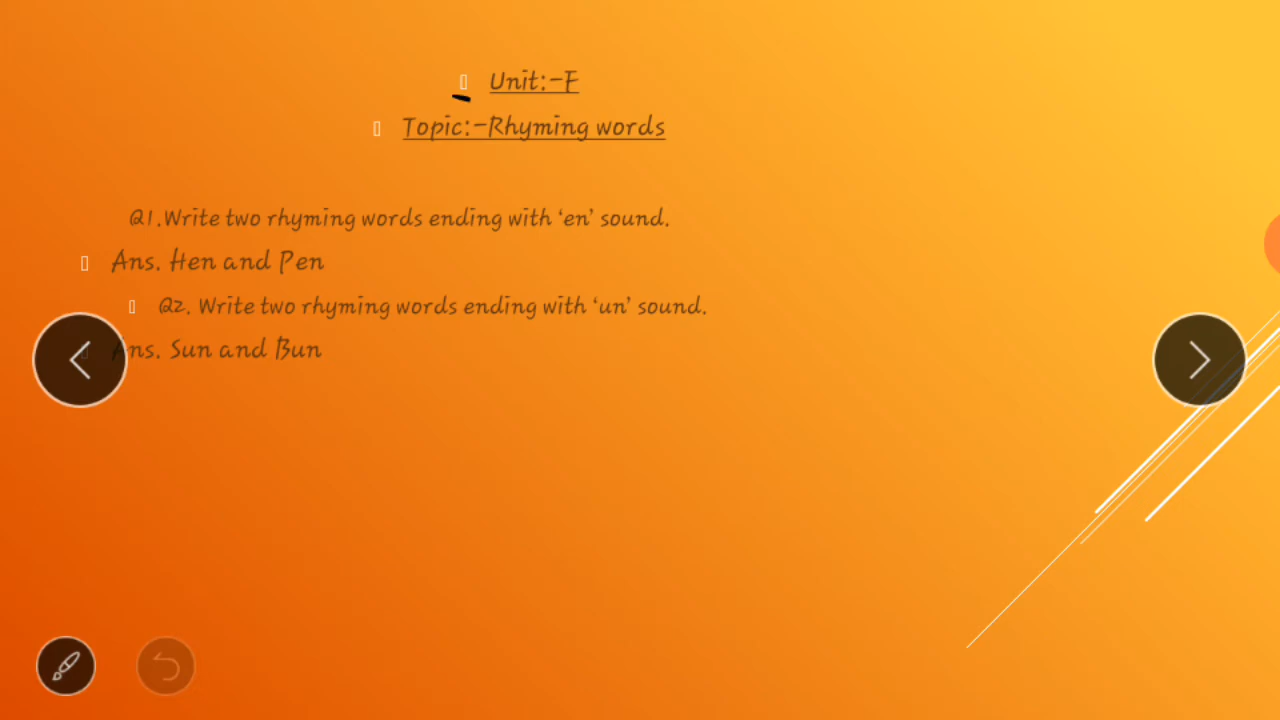 Unit:-F
Topic:-Rhyming words
Q1.Write two rhyming words ending with ‘en’ sound.
Ans. Hen and Pen
Q2. Write two rhyming words ending with ‘un’ sound.
Ans. Sun and Bun